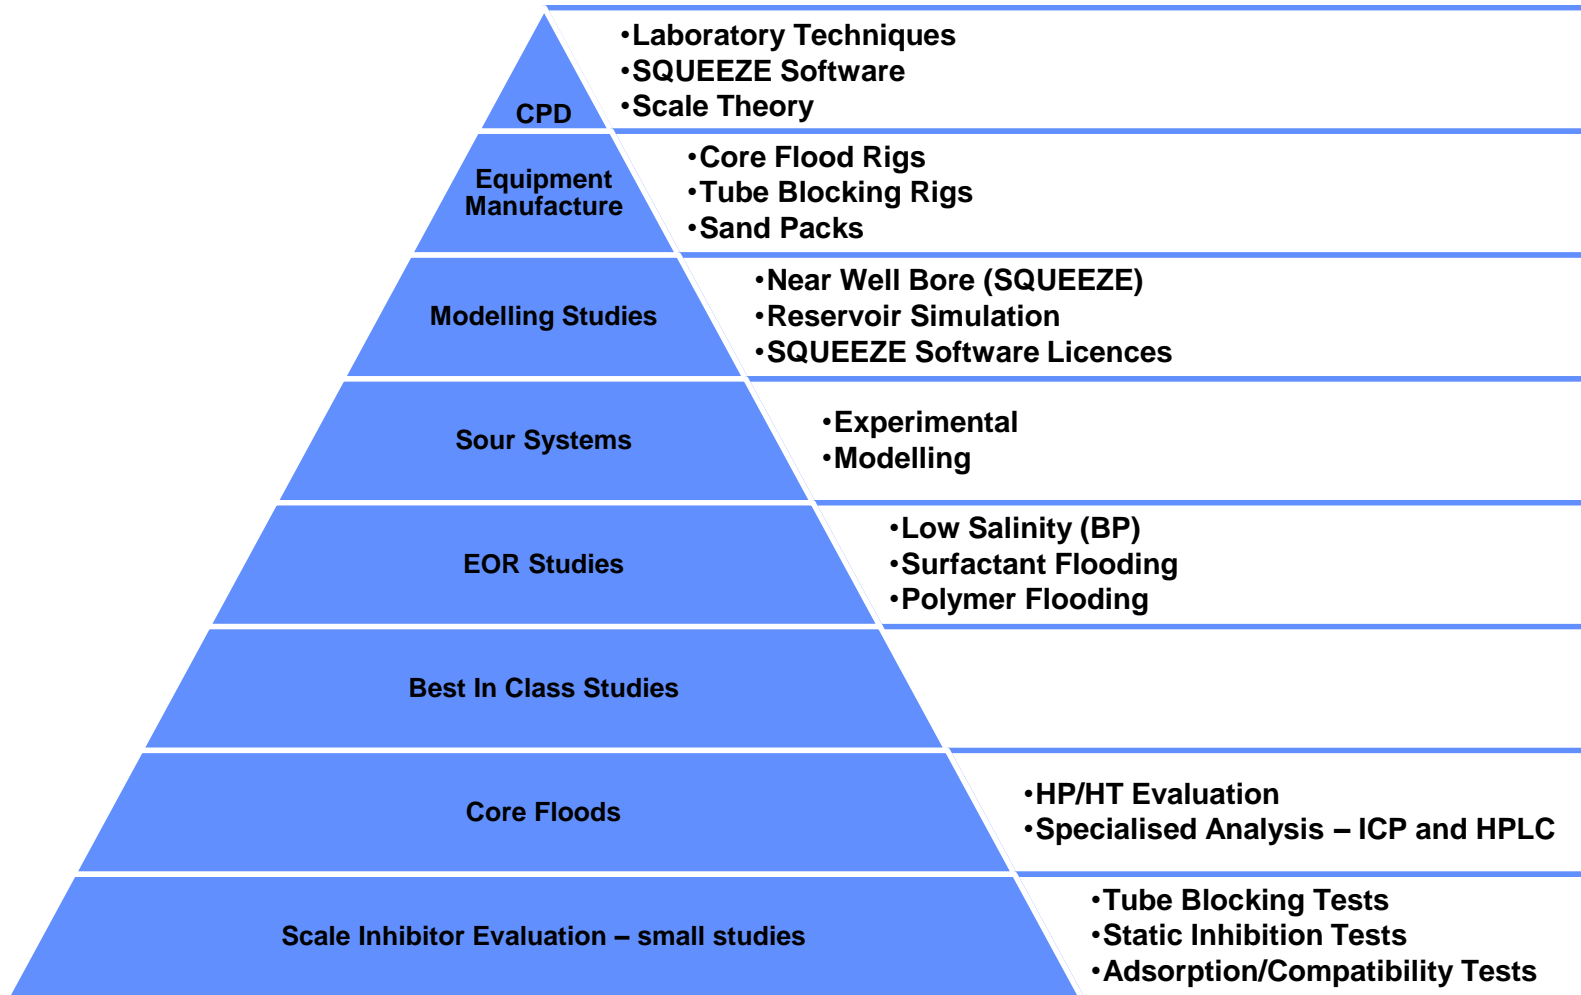 CPD
•Laboratory Techniques
•SQUEEZE Software
•Scale Theory
Equipment
Manufacture
•Core Flood Rigs
•Tube Blocking Rigs
•Sand Packs
Modelling Studies
•Near Well Bore (SQUEEZE)
•Reservoir Simulation
•SQUEEZE Software Licences
Sour Systems
•Experimental
•Modelling
EOR Studies
•Low Salinity (BP)
•Surfactant Flooding
•Polymer Flooding
Best In Class Studies
Core Floods
•HP/HT Evaluation
•Specialised Analysis – ICP and HPLC
Scale Inhibitor Evaluation – small studies
•Tube Blocking Tests
•Static Inhibition Tests
•Adsorption/Compatibility Tests